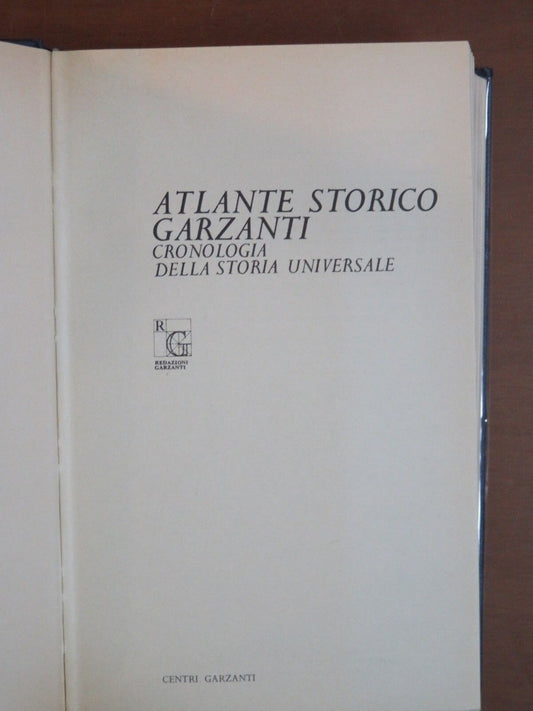 ATLANTE STORICO
GARZANTI
CRONOLOGIA
DELLA STORIA UNIVERSALE
R
G
REDAZIONI
GARZANTI
CENTRI GARZANTI